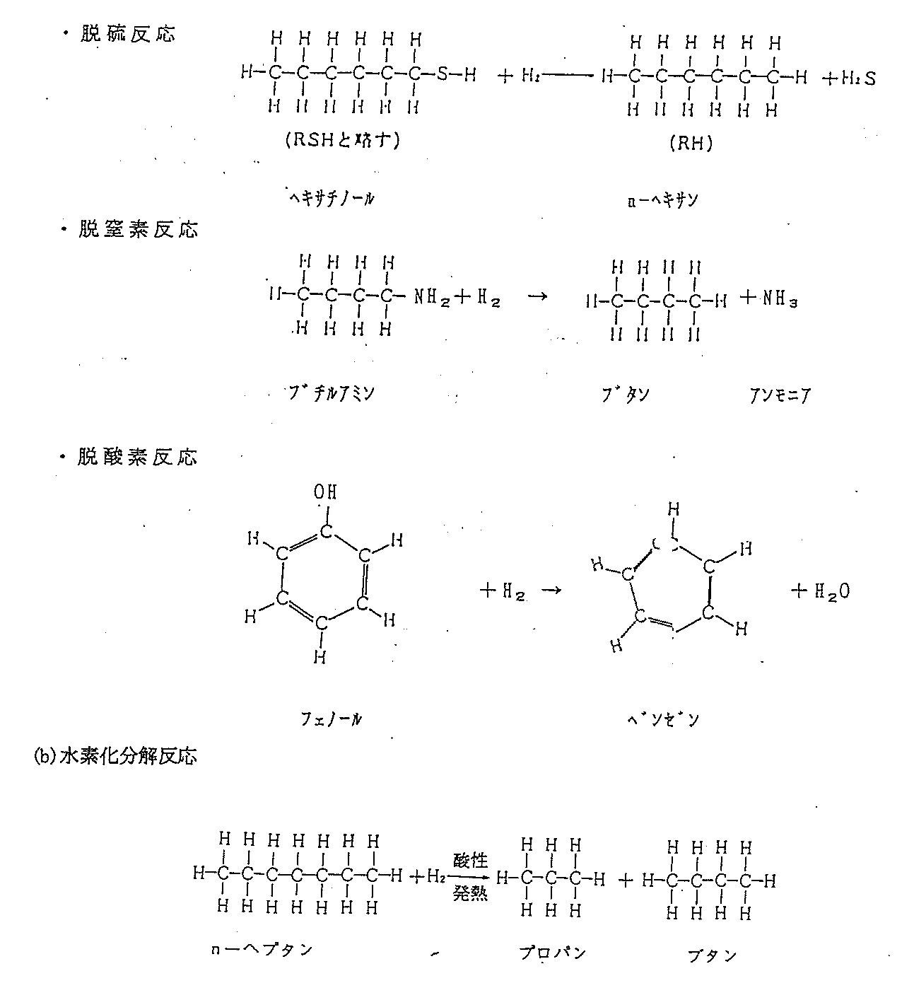 ・脱硫反応
H H H H H H
H-C-C-C-C-C-C-S-H + H₂ ─── H-C-C-C-C-C-C-H + H₂S
H H H H H H
H H H H H H
H H H H H H
(RSHと略す) (RH)
ヘキサチノール n-ヘキサン
・脱窒素反応
H H H H H H H H
H-C-C-C-C-NH₂+H₂ → H-C-C-C-C-H +NH₃
H H H H H H H H
ブチルアミン ブタン アンモニア
・脱酸素反応
OH
H
H C H C H
C C H C C
+H₂ → +H₂O
C C C C
H C H H H
H
フェノール ベンゼン
(b)水素化分解反応
H H H H H H H H H H H H H H
酸性
H-C-C-C-C-C-C-C-H +H₂ → H-C-C-C-H + H-C-C-C-C-H
発熱
H H H H H H H H H H H H H H
n-ヘプタン プロパン ブタン